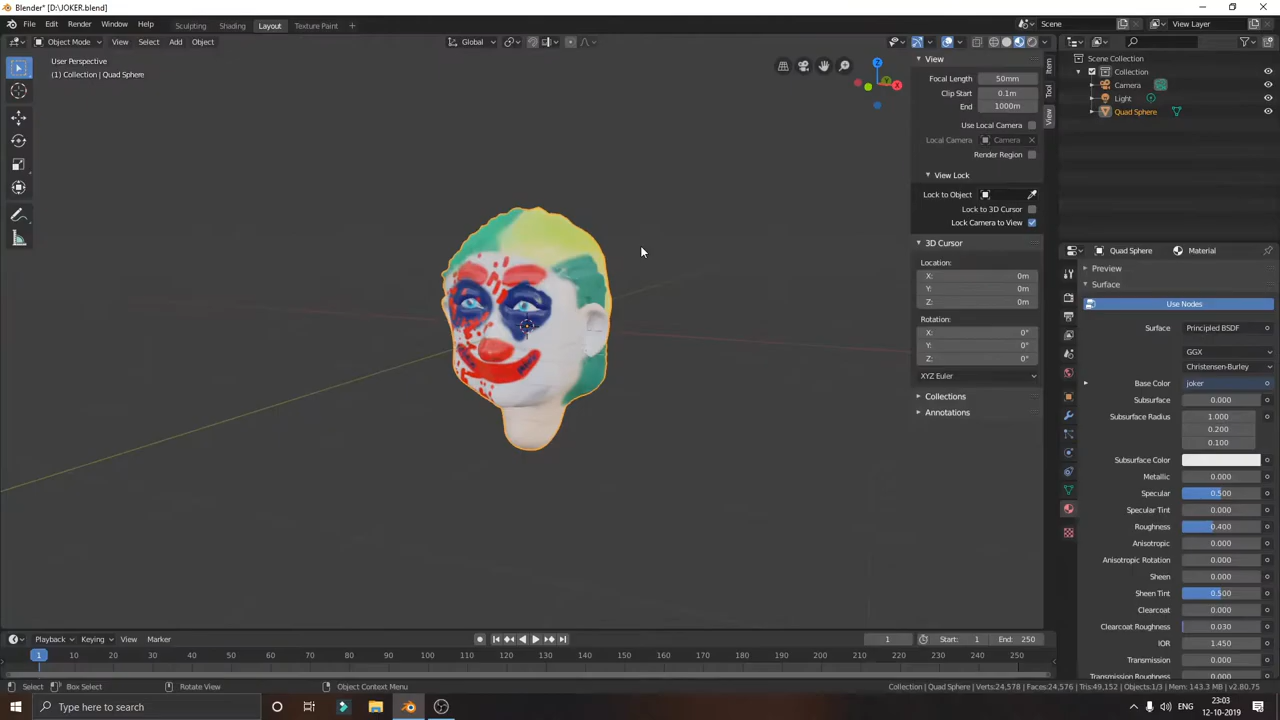 Blender* [D:\JOKER.blend]
File Edit Render Window Help
Sculpting Shading Layout Texture Paint +
Scene
View Layer
Object Mode View Select Add Object
Global
User Perspective
(1) Collection | Quad Sphere
View
Focal Length 50mm
Clip Start 0.1m
End 1000m
Use Local Camera
Local Camera Camera
Render Region
View Lock
Lock to Object
Lock to 3D Cursor
Lock Camera to View
3D Cursor
Location:
X: 0m
Y: 0m
Z: 0m
Rotation:
X: 0°
Y: 0°
Z: 0°
XYZ Euler
Collections
Annotations
Item
Tool
View
Z
Y
X
Scene Collection
Collection
Camera
Light
Quad Sphere
Quad Sphere Material
Preview
Surface
Use Nodes
Surface Principled BSDF
GGX
Christensen-Burley
Base Color joker
Subsurface 0.000
Subsurface Radius 1.000
0.200
0.100
Subsurface Color
Metallic 0.000
Specular 0.500
Specular Tint 0.000
Roughness 0.400
Anisotropic 0.000
Anisotropic Rotation 0.000
Sheen 0.000
Sheen Tint 0.500
Clearcoat 0.000
Clearcoat Roughness 0.030
IOR 1.450
Transmission 0.000
Transmission Roughness 0.000
Playback Keying View Marker
1 Start: 1 End: 250
1 10 20 30 40 50 60 70 80 90 100 110 120 130 140 150 160 170 180 190 200 210 220 230 240 250
Select Box Select Rotate View Object Context Menu
Collection | Quad Sphere | Verts:24,578 | Faces:24,576 | Tris:49,152 | Objects:1/3 | Mem: 143.3 MB | v2.80.75
Type here to search
ENG
23:03
12-10-2019